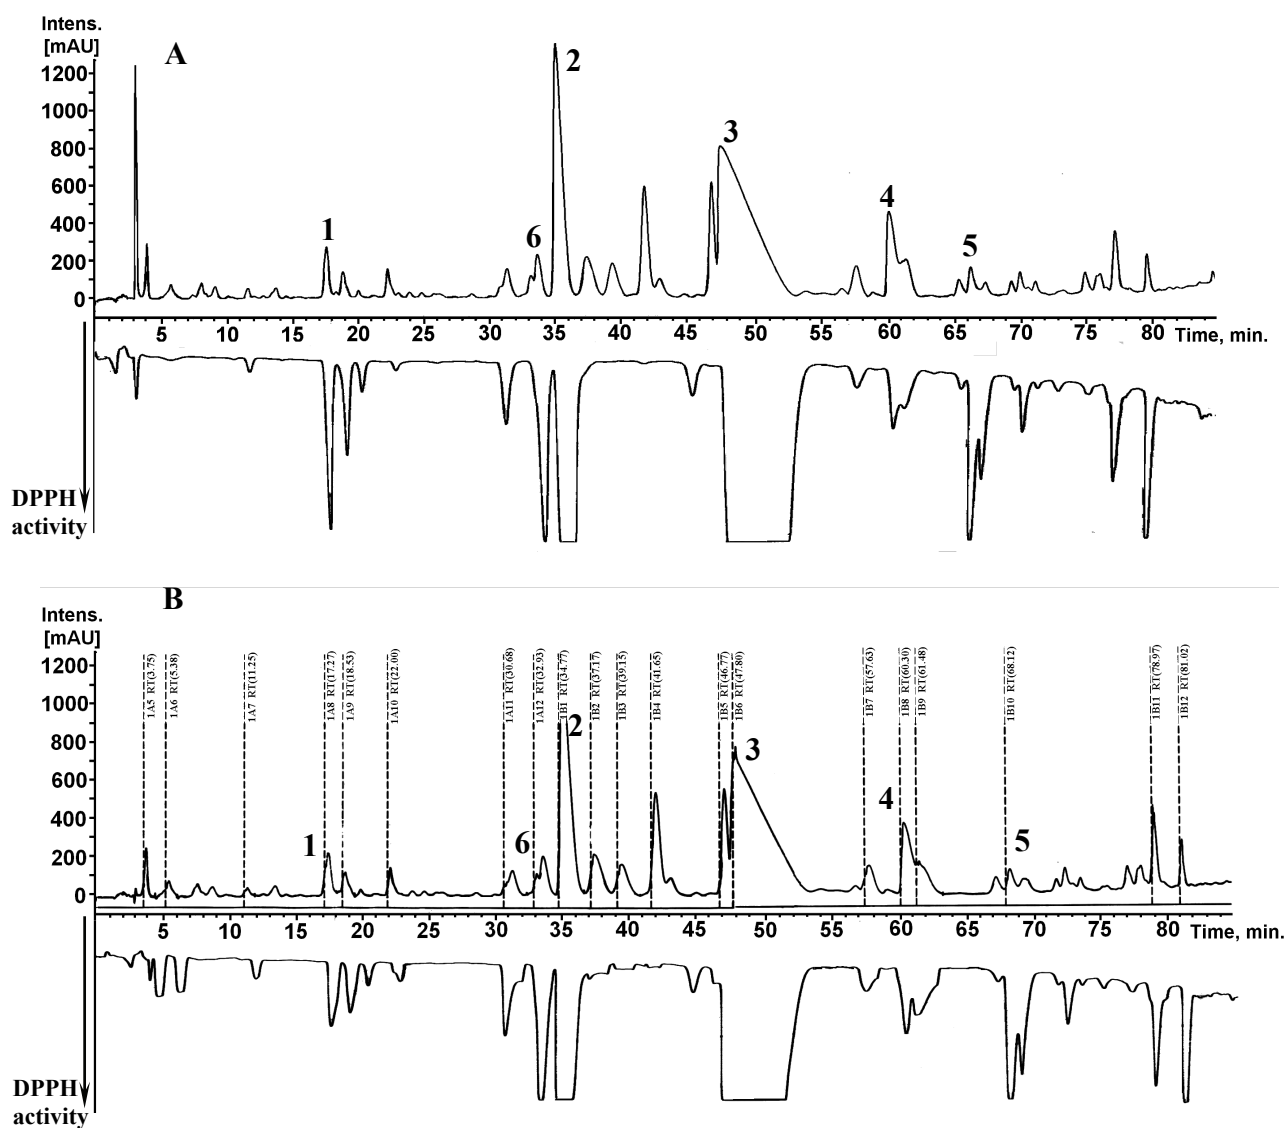 Intens.
[mAU]
A
1200
1000
800
600
400
200
0
1
6
2
3
4
5
5 10 15 20 25 30 35 40 45 50 55 60 65 70 75 80 Time, min.
DPPH
activity
B
Intens.
[mAU]
1200
1000
800
600
400
200
0
1A5 RT(3.75)
1A6 RT(5.38)
1A7 RT(11.25)
1A8 RT(17.27)
1A9 RT(18.53)
1A10 RT(22.00)
1A11 RT(30.68)
1A12 RT(32.93)
1B1 RT(34.77)
1B2 RT(37.17)
1B3 RT(39.15)
1B4 RT(41.65)
1B5 RT(46.77)
1B6 RT(47.80)
1B7 RT(57.63)
1B8 RT(60.30)
1B9 RT(61.48)
1B10 RT(68.12)
1B11 RT(78.97)
1B12 RT(81.02)
1
6
2
3
4
5
5 10 15 20 25 30 35 40 45 50 55 60 65 70 75 80 Time, min.
DPPH
activity